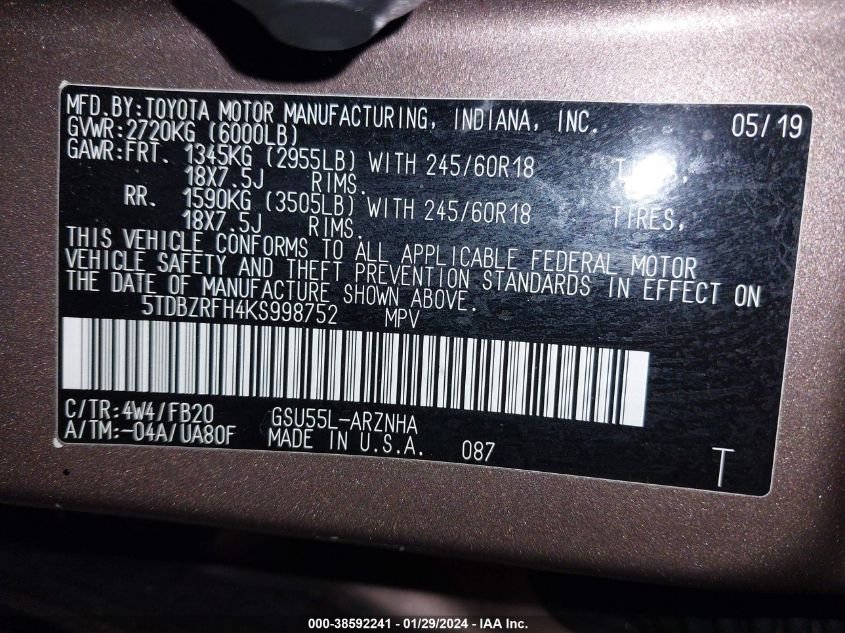 MFD.BY:TOYOTA MOTOR MANUFACTURING, INDIANA, INC. 05/19
GVWR:2720KG (6000LB)
GAWR:FRT. 1345KG (2955LB) WITH 245/60R18 TIRES,
18X7.5J RIMS.
RR. 1590KG (3505LB) WITH 245/60R18 TIRES,
18X7.5J RIMS.
THIS VEHICLE CONFORMS TO ALL APPLICABLE FEDERAL MOTOR
VEHICLE SAFETY AND THEFT PREVENTION STANDARDS IN EFFECT ON
THE DATE OF MANUFACTURE SHOWN ABOVE.
5TDBZRFH4KS998752 MPV
C/TR:4W4/FB20 GSU55L-ARZNHA
A/TM:-04A/UA80F MADE IN U.S.A. 087 T
000-38592241 - 01/29/2024 - IAA Inc.